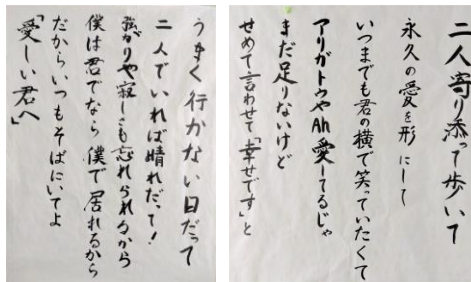 二人寄り添って歩いて
永久の愛を形にして
いつまでも君の横で笑っていたくて
アリガトウやAh 愛してるじゃ
まだ足りないけど
せめて言わせて「幸せです」と
うまく行かない日だって
二人でいれば晴れだって！
強がりや寂しさも忘れられるから
僕は君でなら僕で居れるから
だからいつもそばにいてよ
「愛しい君へ」